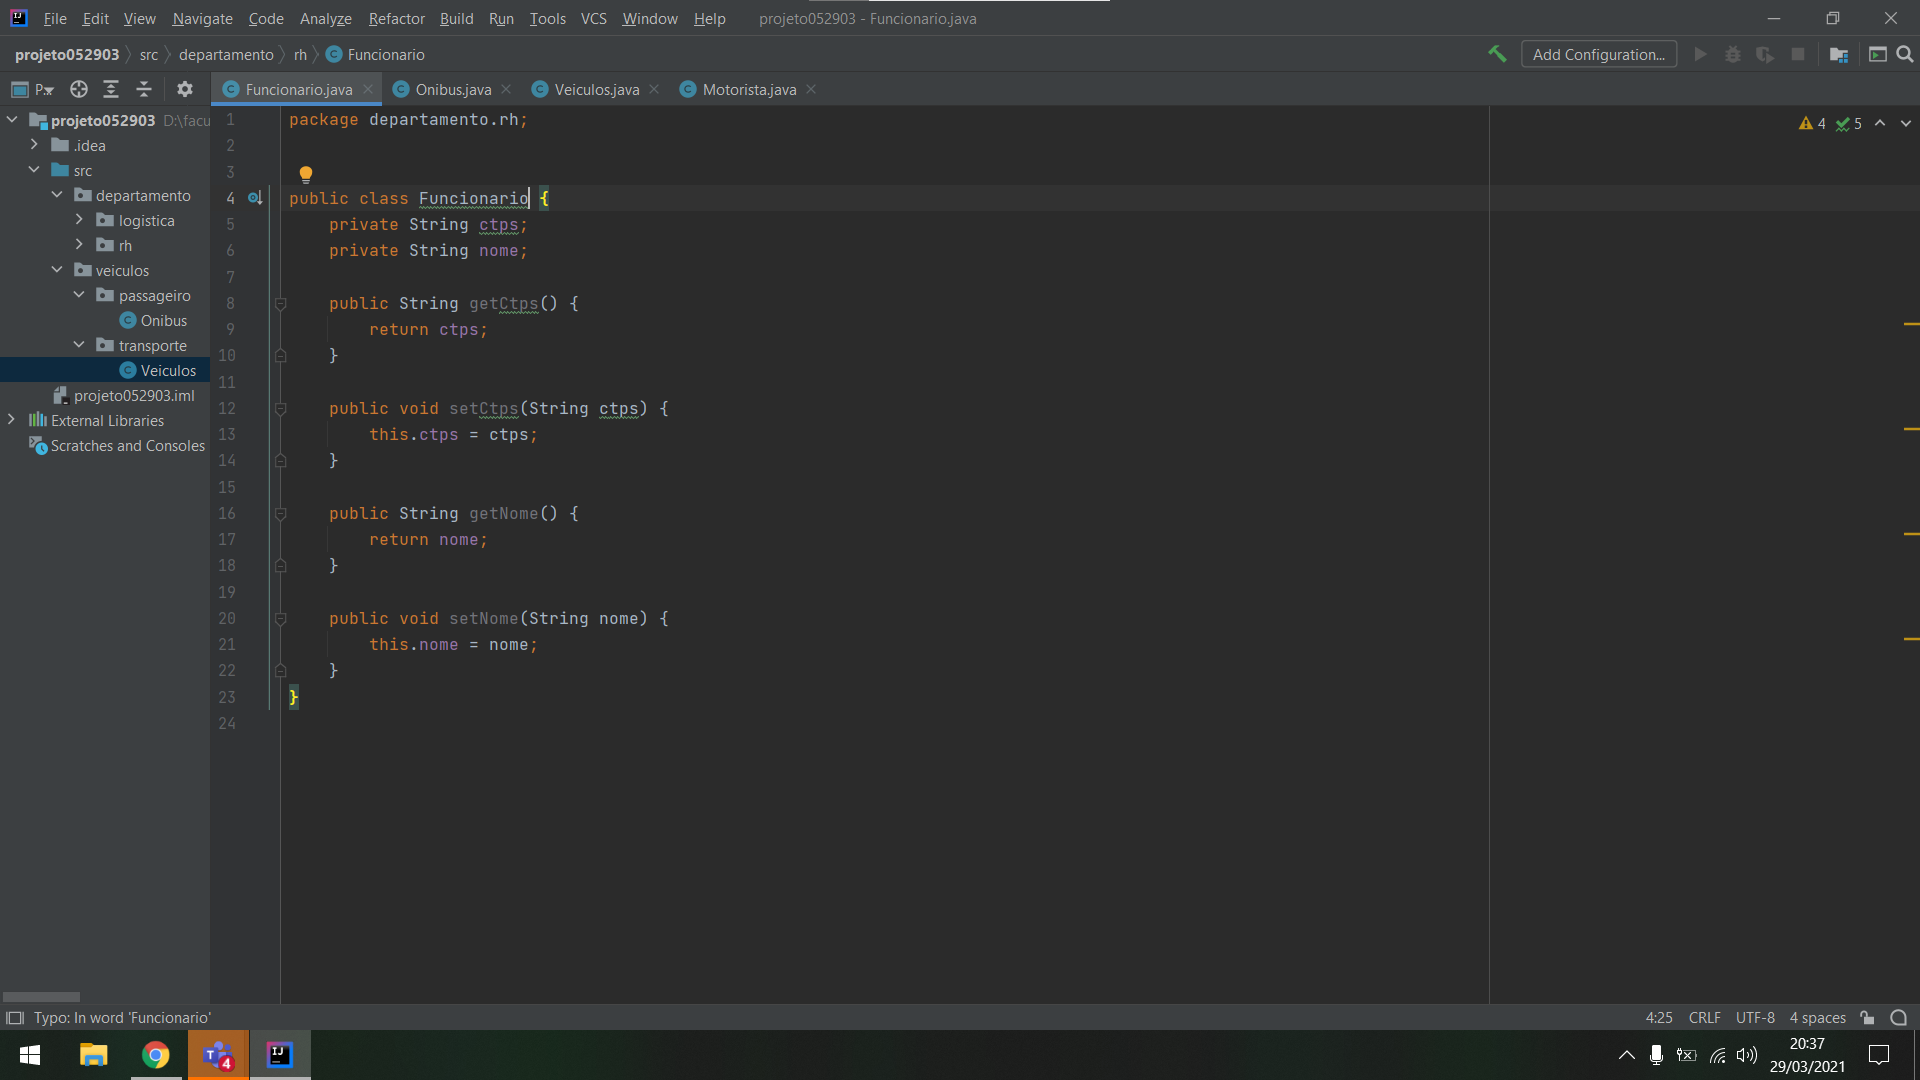 File Edit View Navigate Code Analyze Refactor Build Run Tools VCS Window Help projeto052903 - Funcionario.java
projeto052903 src departamento rh Funcionario Add Configuration...
P... Funcionario.java Onibus.java Veiculos.java Motorista.java
projeto052903 D:\facu
.idea
src
departamento
logistica
rh
veiculos
passageiro
Onibus
transporte
Veiculos
projeto052903.iml
External Libraries
Scratches and Consoles
4 5
1 package departamento.rh;
2
3
4 public class Funcionario {
5 private String ctps;
6 private String nome;
7
8 public String getCtps() {
9 return ctps;
10 }
11
12 public void setCtps(String ctps) {
13 this.ctps = ctps;
14 }
15
16 public String getNome() {
17 return nome;
18 }
19
20 public void setNome(String nome) {
21 this.nome = nome;
22 }
23 }
24
Typo: In word 'Funcionario' 4:25 CRLF UTF-8 4 spaces
T 4 IJ
20:37
29/03/2021